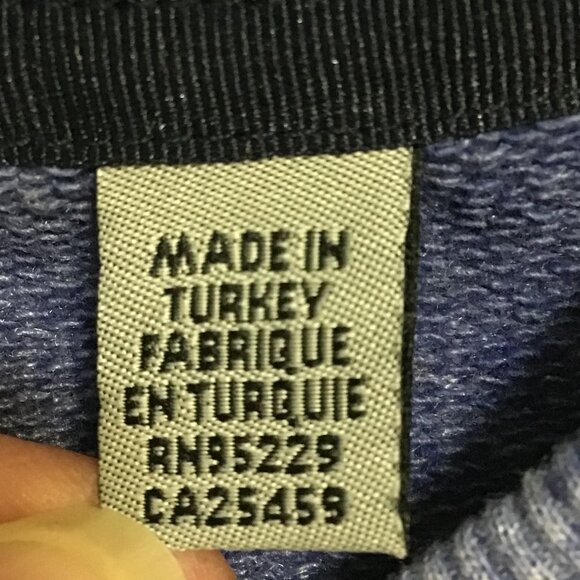 MADE IN
TURKEY
FABRIQUE
EN TURQUIE
RN95229
CA25459